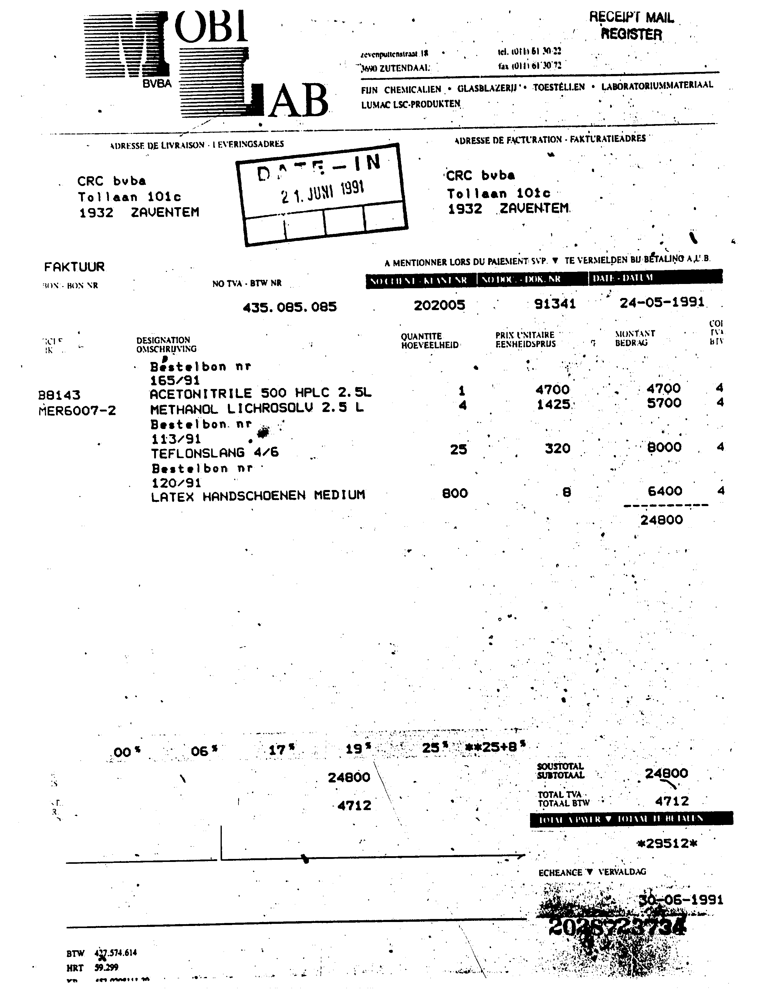 MOBI
BVBA
LAB
RECEIPT MAIL
REGISTER
zevenputtenstraat 18 tel. (011) 61 30 22
3690 ZUTENDAAL fax (011) 61 30 72
FIJN CHEMICALIEN • GLASBLAZERIJ • TOESTELLEN • LABORATORIUMMATERIAAL
LUMAC LSC-PRODUKTEN
ADRESSE DE LIVRAISON - LEVERINGSADRES
ADRESSE DE FACTURATION - FAKTURATIEADRES
CRC bvba
Tollaan 101c
1932 ZAVENTEM
DATE-IN
21. JUNI 1991
CRC bvba
Tollaan 101c
1932 ZAVENTEM
FAKTUUR
A MENTIONNER LORS DU PAIEMENT SVP. ▼ TE VERMELDEN BIJ BETALING A.U.B.
BON - BON NR NO TVA - BTW NR NO CLIENT - KLANT NR NO DOC. - DOK. NR DATE - DATUM
435.085.085 202005 91341 24-05-1991
DESIGNATION QUANTITE PRIX UNITAIRE MONTANT
OMSCHRIJVING HOEVEELHEID EENHEIDSPRIJS BEDRAG
Bestelbon nr
165/91
B8143 ACETONITRILE 500 HPLC 2.5L 1 4700 4700 4
MER6007-2 METHANOL LICHROSOLV 2.5 L 4 1425 5700 4
Bestelbon nr
113/91
TEFLONSLANG 4/6 25 320 8000 4
Bestelbon nr
120/91
LATEX HANDSCHOENEN MEDIUM 800 8 6400 4
----------
24800
00% 06% 17% 19% 25% **25+8%
24800
4712
SOUSTOTAL
SUBTOTAAL 24800
TOTAL TVA
TOTAAL BTW 4712
TOTAL A PAYER ▼ TOTAAL TE BETALEN
*29512*
ECHEANCE ▼ VERVALDAG
30-06-1991
2028723734
BTW 427.574.614
HRT 59.299